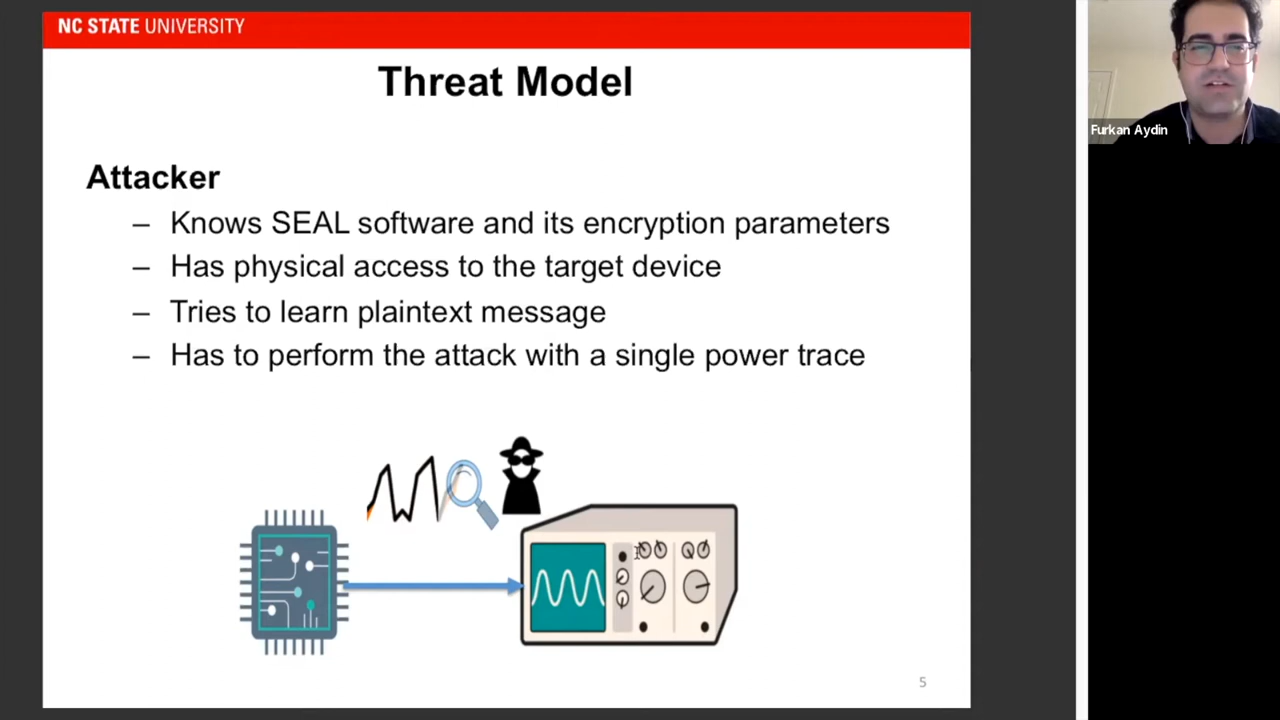 NC STATE UNIVERSITY
Threat Model
Attacker
– Knows SEAL software and its encryption parameters
– Has physical access to the target device
– Tries to learn plaintext message
– Has to perform the attack with a single power trace
5
Furkan Aydin